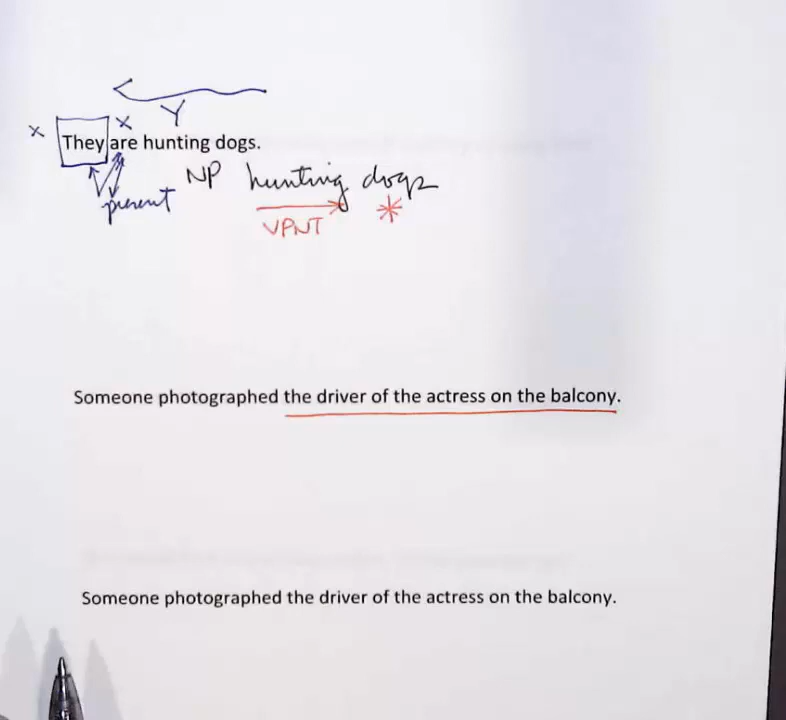 Y
x x
They are hunting dogs.
NP hunting dogs
present
*
VPNT
Someone photographed the driver of the actress on the balcony.
Someone photographed the driver of the actress on the balcony.